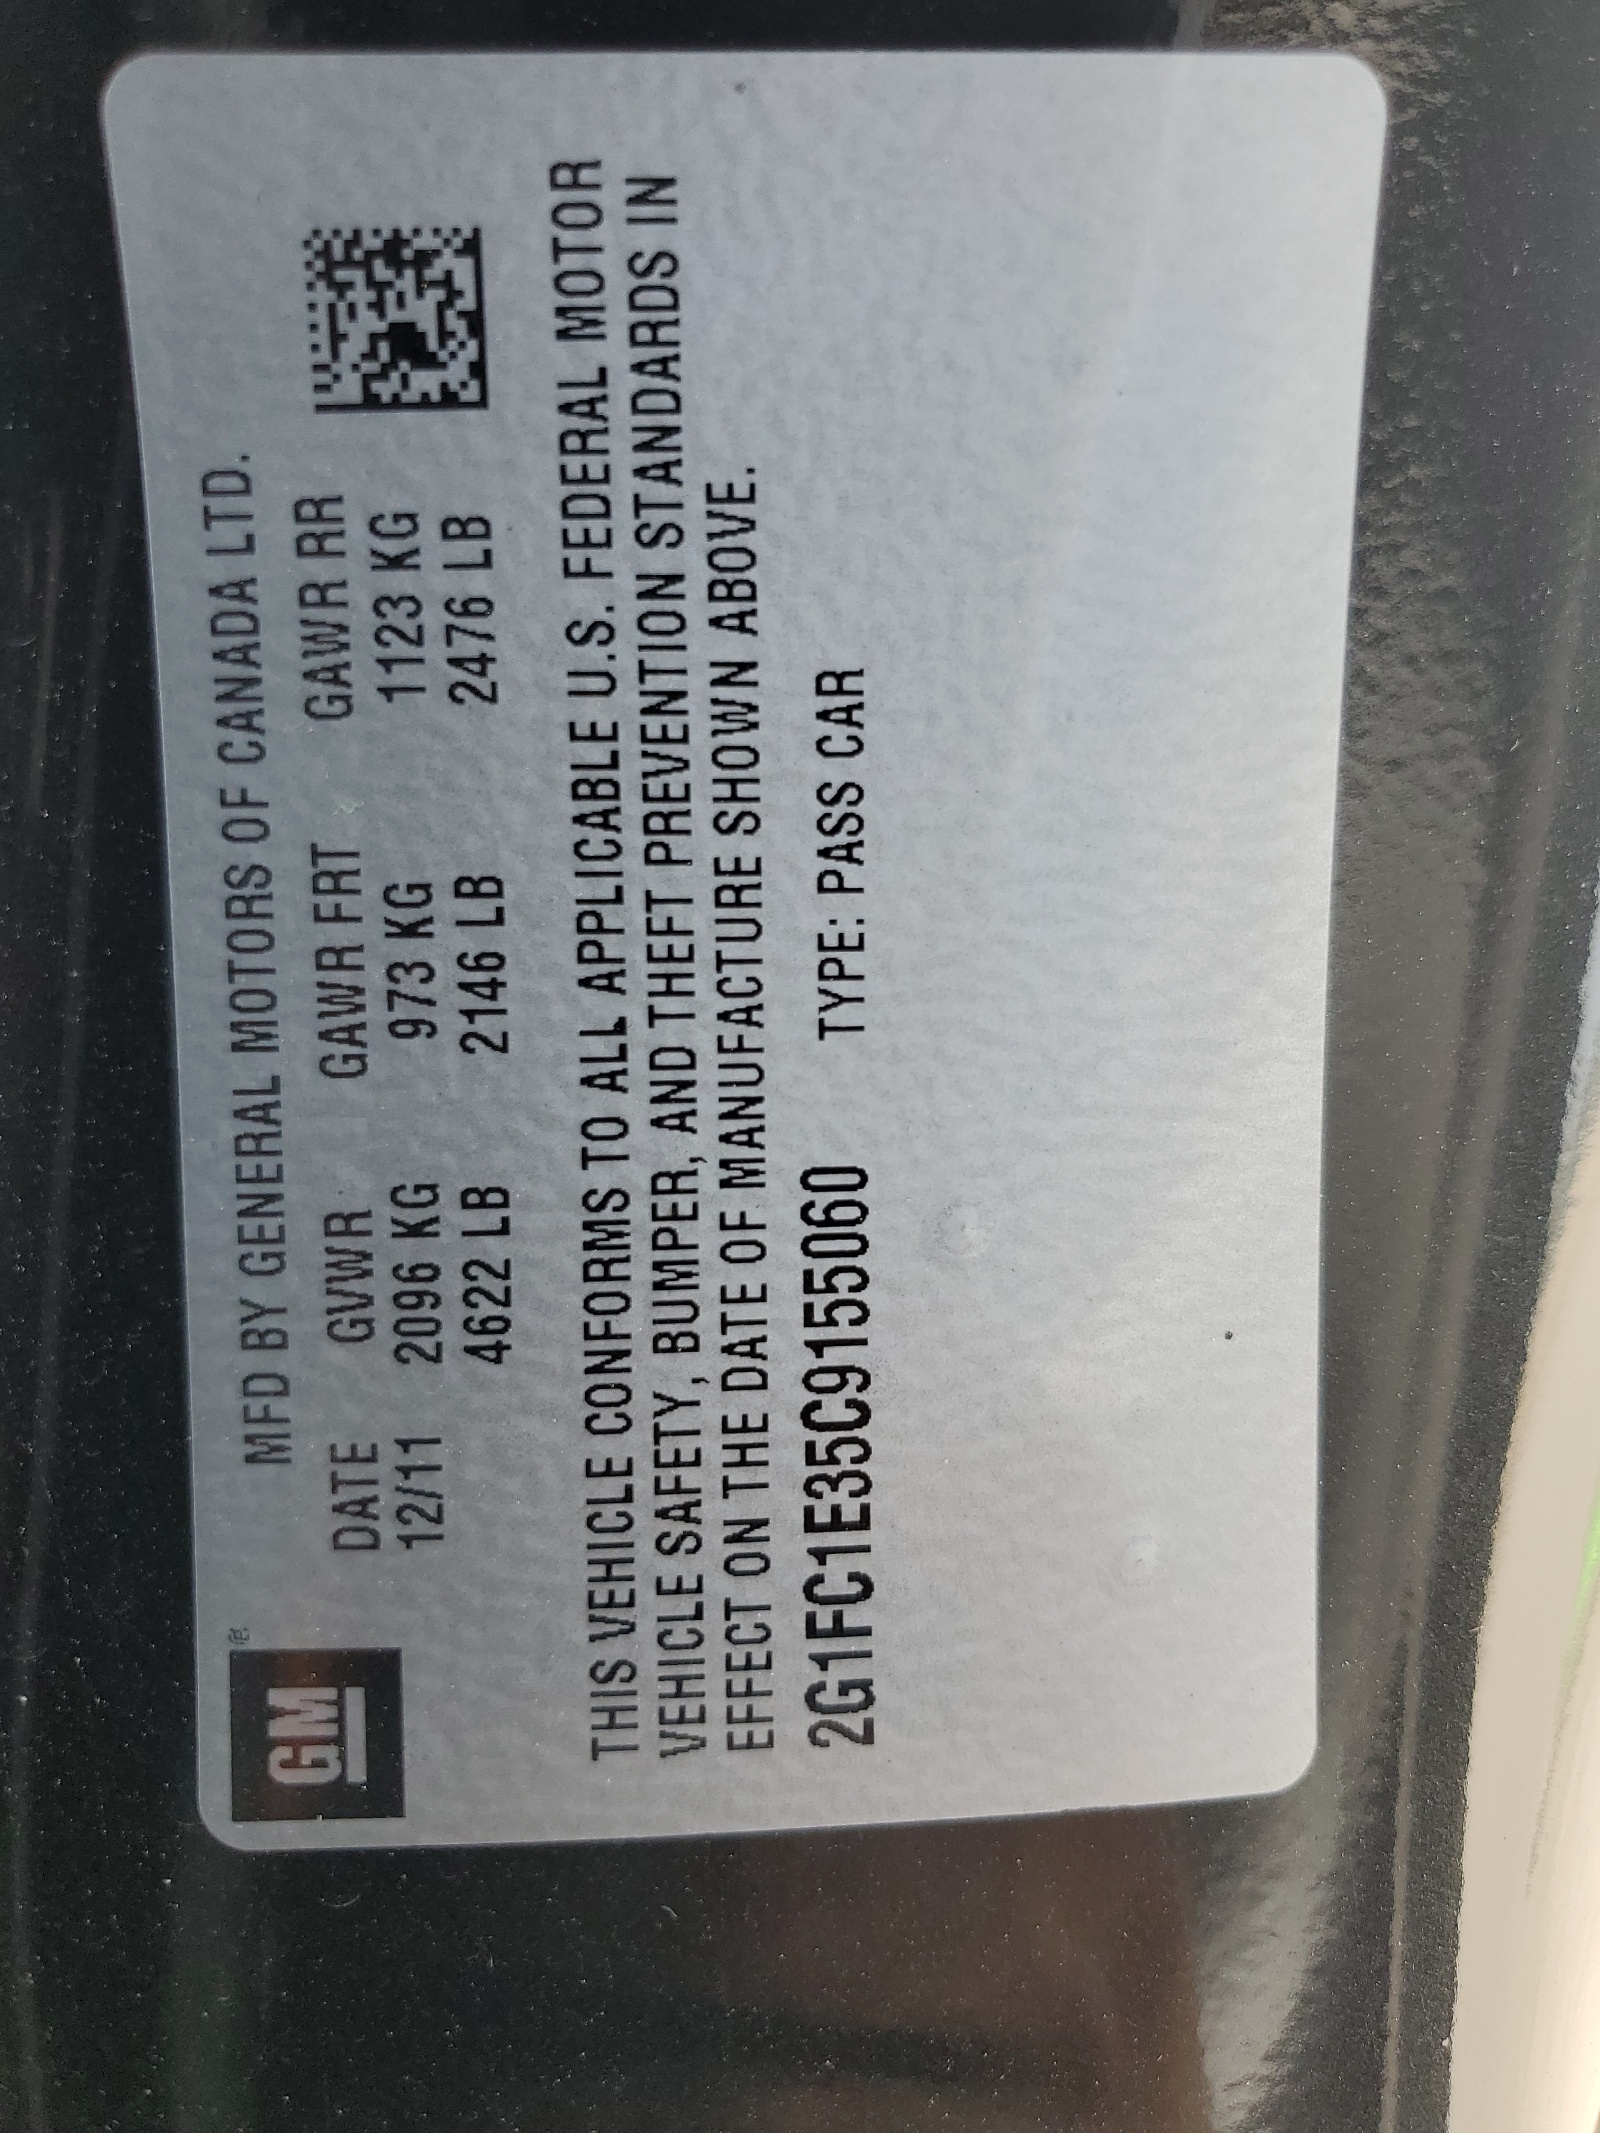 GM®
MFD BY GENERAL MOTORS OF CANADA LTD.
DATE GVWR GAWR FRT GAWR RR
12/11 2096 KG 973 KG 1123 KG
4622 LB 2146 LB 2476 LB
THIS VEHICLE CONFORMS TO ALL APPLICABLE U.S. FEDERAL MOTOR
VEHICLE SAFETY, BUMPER, AND THEFT PREVENTION STANDARDS IN
EFFECT ON THE DATE OF MANUFACTURE SHOWN ABOVE.
2G1FC1E35C9155060 TYPE: PASS CAR